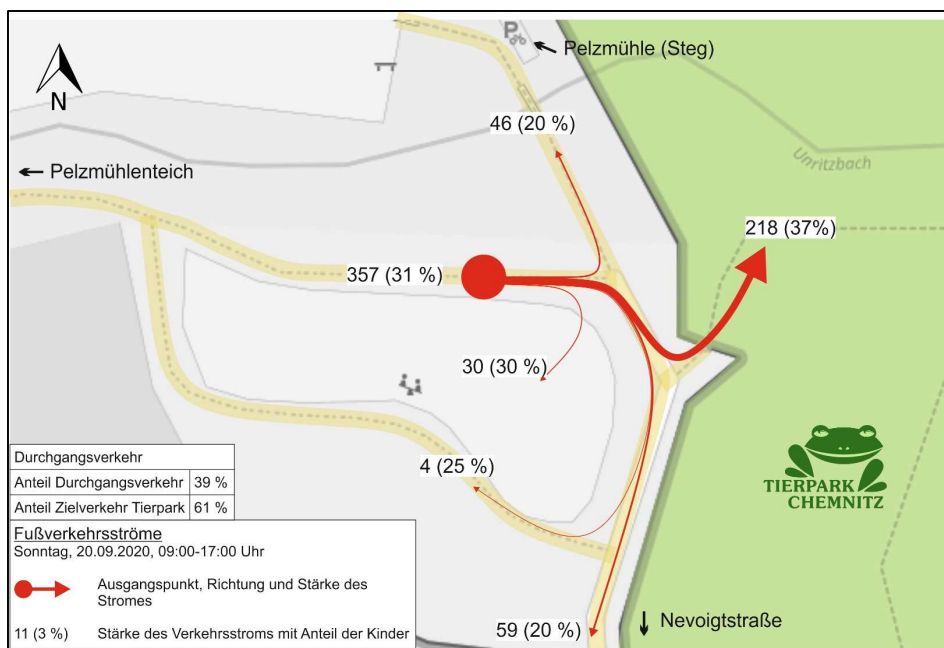 P
Pelzmühle (Steg)
N
46 (20 %)
Unritzbach
Pelzmühlenteich
218 (37%)
357 (31 %)
30 (30 %)
4 (25 %)
TIERPARK
CHEMNITZ
Durchgangsverkehr
Anteil Durchgangsverkehr 39 %
Anteil Zielverkehr Tierpark 61 %
Fußverkehrsströme
Sonntag, 20.09.2020, 09:00-17:00 Uhr
Ausgangspunkt, Richtung und Stärke des
Stromes
11 (3 %) Stärke des Verkehrsstroms mit Anteil der Kinder
59 (20 %)
Nevoigtstraße